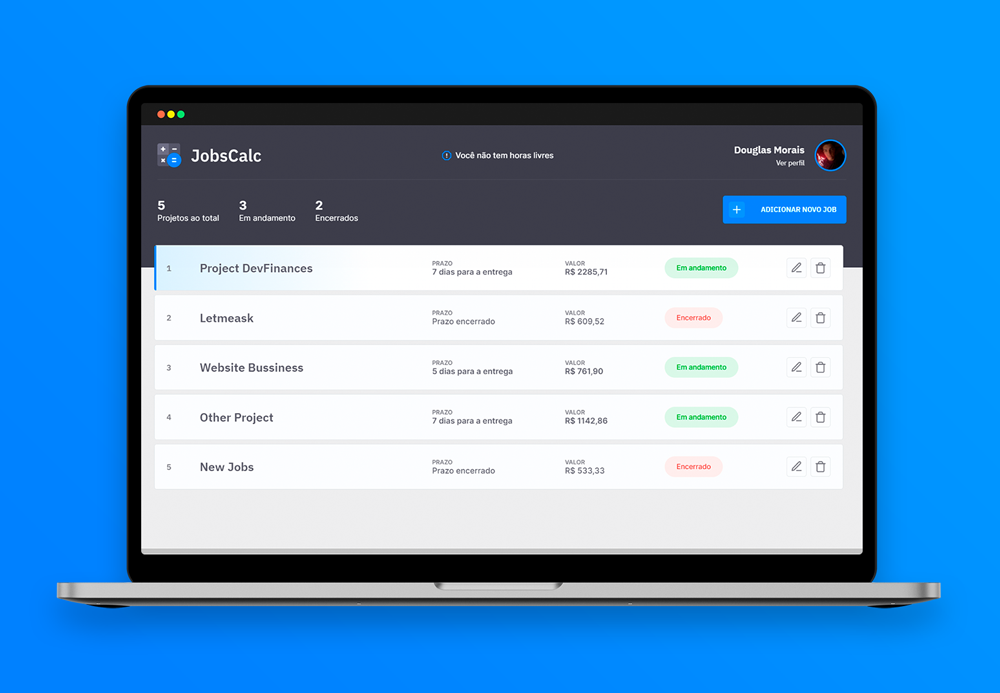 JobsCalc
Você não tem horas livres
Douglas Morais
Ver perfil
5
Projetos ao total
3
Em andamento
2
Encerrados
ADICIONAR NOVO JOB
1
Project DevFinances
PRAZO
7 dias para a entrega
VALOR
R$ 2285,71
Em andamento
2
Letmeask
PRAZO
Prazo encerrado
VALOR
R$ 609,52
Encerrado
3
Website Bussiness
PRAZO
5 dias para a entrega
VALOR
R$ 761,90
Em andamento
4
Other Project
PRAZO
7 dias para a entrega
VALOR
R$ 1142,86
Em andamento
5
New Jobs
PRAZO
Prazo encerrado
VALOR
R$ 533,33
Encerrado